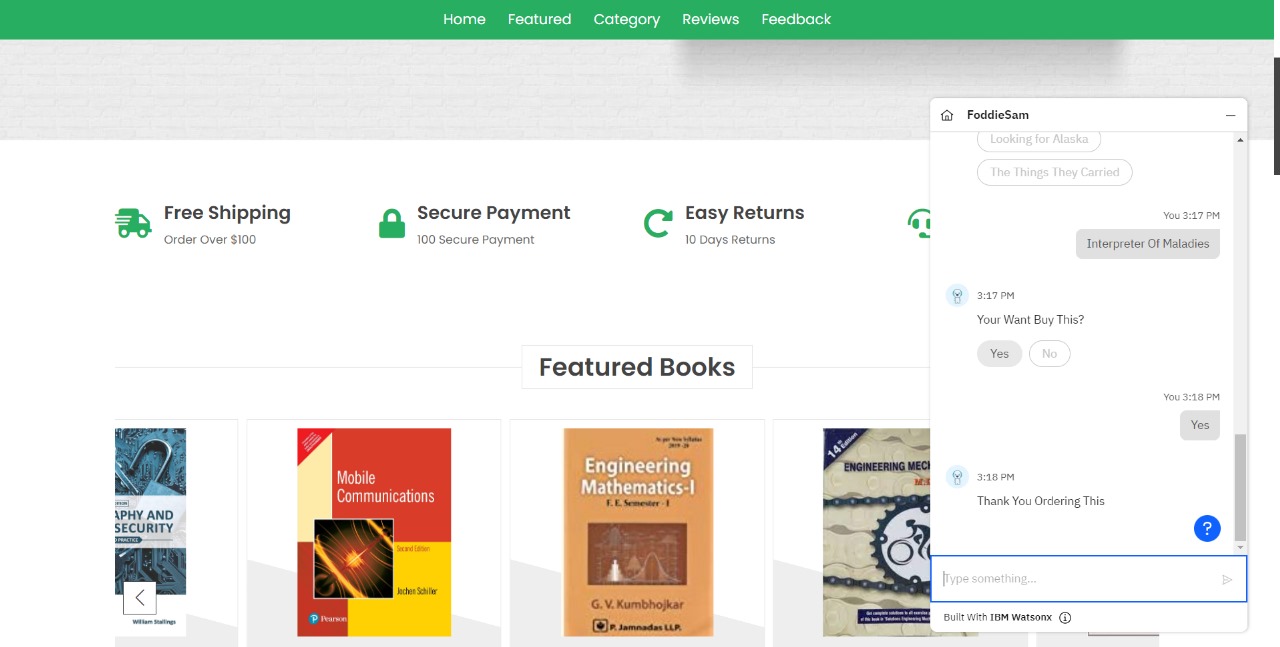 Home Featured Category Reviews Feedback
Free Shipping
Order Over $100
Secure Payment
100 Secure Payment
Easy Returns
10 Days Returns
Featured Books
APHY AND
SECURITY
PRACTICE
William Stallings
Mobile
Communications
Second Edition
Jochen Schiller
Pearson
As per New Syllabus
2019-20
Engineering
Mathematics-I
F. E. Semester - I
G. V. Kumbhojkar
P. Jamnadas LLP.
14th Edition
ENGINEERING MECH
FoddieSam
Looking for Alaska
The Things They Carried
You 3:17 PM
Interpreter Of Maladies
3:17 PM
Your Want Buy This?
Yes No
You 3:18 PM
Yes
3:18 PM
Thank You Ordering This
?
Type something...
Built With IBM Watsonx